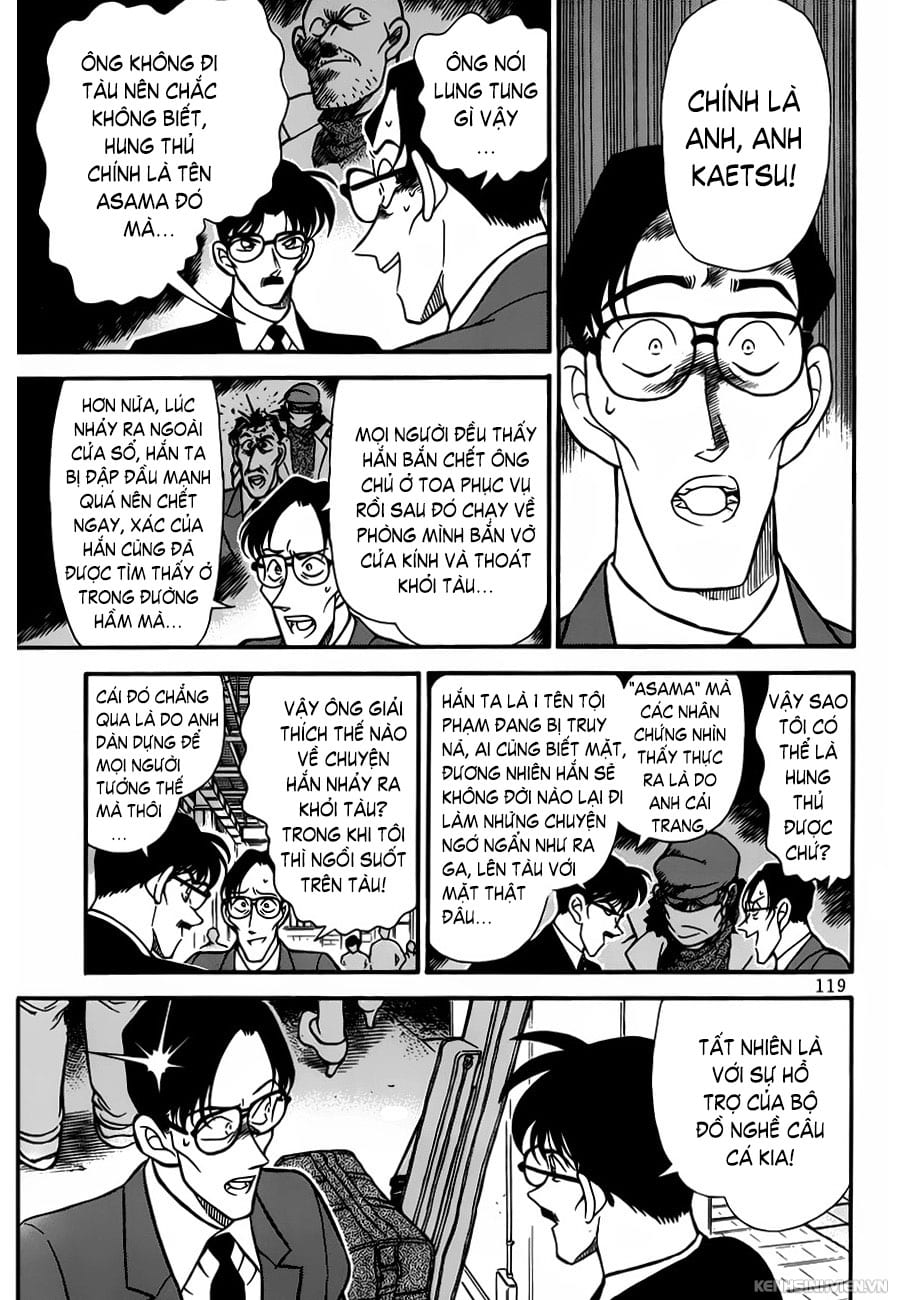 CHÍNH LÀ
ANH, ANH
KAETSU!
ÔNG NÓI
LUNG TUNG
GÌ VẬY
...
ÔNG KHÔNG ĐI
TÀU NÊN CHẮC
KHÔNG BIẾT,
HUNG THỦ
CHÍNH LÀ TÊN
ASAMA ĐÓ
MÀ...
MỌI NGƯỜI ĐỀU THẤY
HẮN BẮN CHẾT ÔNG
CHỦ Ở TOA PHỤC VỤ
RỒI SAU ĐÓ CHẠY VỀ
PHÒNG MÌNH BẮN VỠ
CỬA KÍNH VÀ THOÁT
KHỎI TÀU...
HƠN NỮA, LÚC
NHẢY RA NGOÀI
CỬA SỔ, HẮN TA
BỊ ĐẬP ĐẦU MẠNH
QUÁ NÊN CHẾT
NGAY, XÁC CỦA
HẮN CŨNG ĐÃ
ĐƯỢC TÌM THẤY Ở
TRONG ĐƯỜNG
HẦM MÀ...
VẬY SAO
TÔI CÓ
THỂ LÀ
HUNG
THỦ
ĐƯỢC
CHỨ?
"ASAMA" MÀ
CÁC NHÂN
CHỨNG NHÌN
THẤY THỰC
RA LÀ DO
ANH CẢI
TRANG.
HẮN TA LÀ 1 TÊN TỘI
PHẠM ĐANG BỊ TRUY
NÃ, AI CŨNG BIẾT MẶT,
ĐƯƠNG NHIÊN HẮN SẼ
KHÔNG ĐỜI NÀO LẠI ĐI
LÀM NHỮNG CHUYỆN
NGỚ NGẨN NHƯ RA
GA, LÊN TÀU VỚI
MẶT THẬT
ĐÂU...
VẬY ÔNG GIẢI
THÍCH THẾ NÀO
VỀ CHUYỆN
HẮN NHẢY RA
KHỎI TÀU?
TRONG KHI TÔI
THÌ NGỒI SUỐT
TRÊN TÀU!
CÁI ĐÓ CHẲNG
QUA LÀ DO ANH
DÀN DỰNG ĐỂ
MỌI NGƯỜI
TƯỞNG THẾ
MÀ THÔI
...
119
TẤT NHIÊN LÀ
VỚI SỰ HỖ
TRỢ CỦA BỘ
ĐỒ NGHỀ CÂU
CÁ KIA!
KENHSINHVIEN.VN